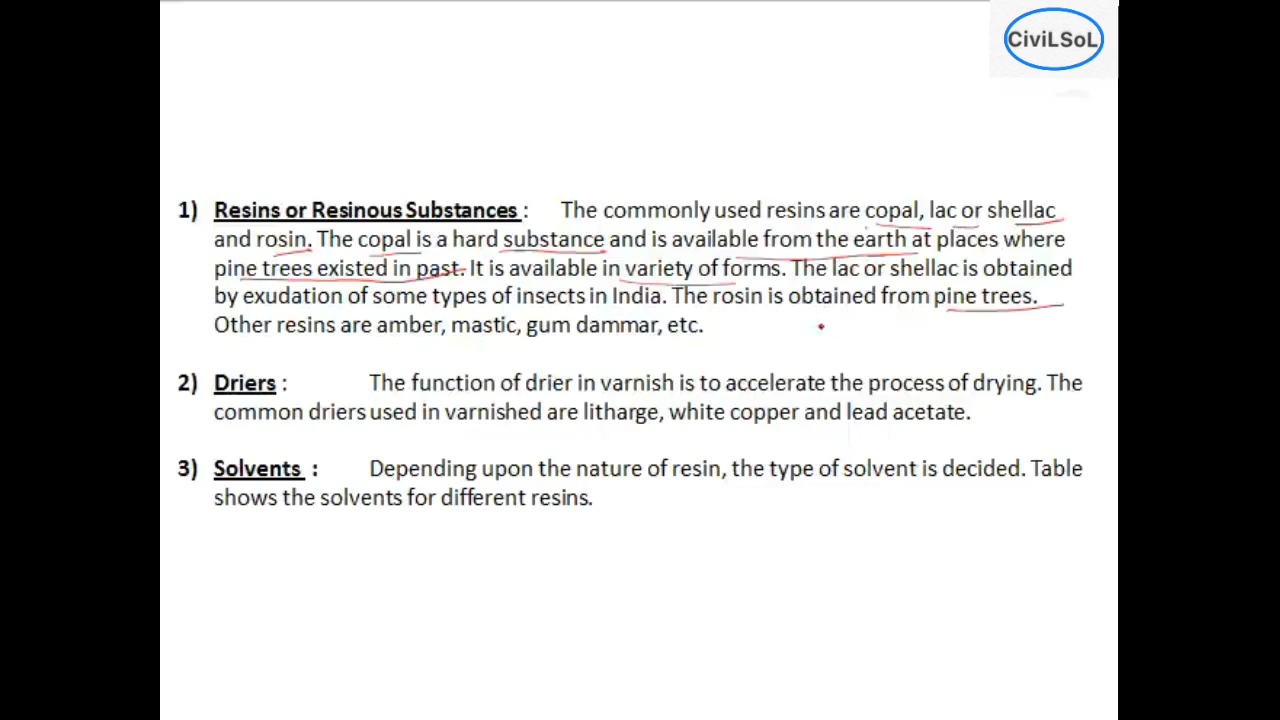 CiviLSoL
1) Resins or Resinous Substances : The commonly used resins are copal, lac or shellac
and rosin. The copal is a hard substance and is available from the earth at places where
pine trees existed in past. It is available in variety of forms. The lac or shellac is obtained
by exudation of some types of insects in India. The rosin is obtained from pine trees.
Other resins are amber, mastic, gum dammar, etc.
2) Driers : The function of drier in varnish is to accelerate the process of drying. The
common driers used in varnished are litharge, white copper and lead acetate.
3) Solvents : Depending upon the nature of resin, the type of solvent is decided. Table
shows the solvents for different resins.